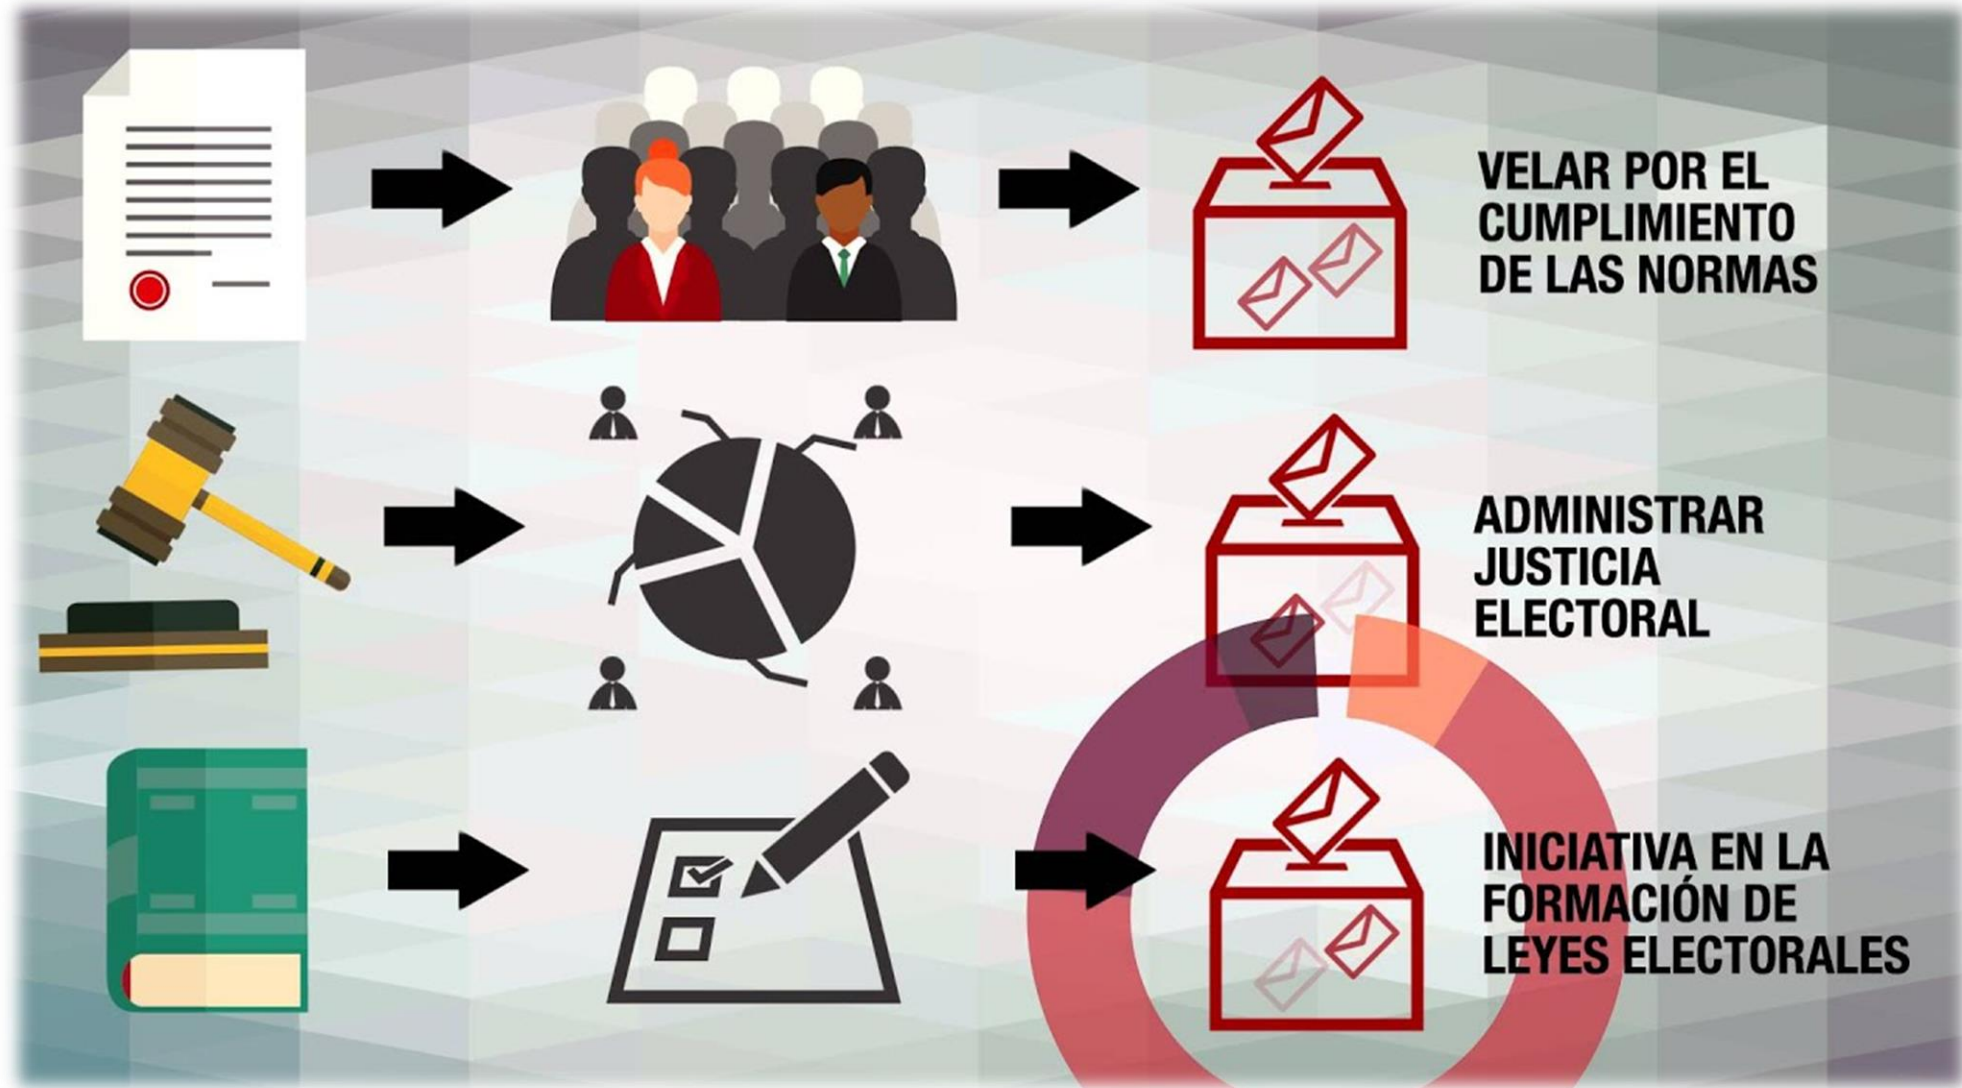 VELAR POR EL
CUMPLIMIENTO
DE LAS NORMAS
ADMINISTRAR
JUSTICIA
ELECTORAL
INICIATIVA EN LA
FORMACIÓN DE
LEYES ELECTORALES